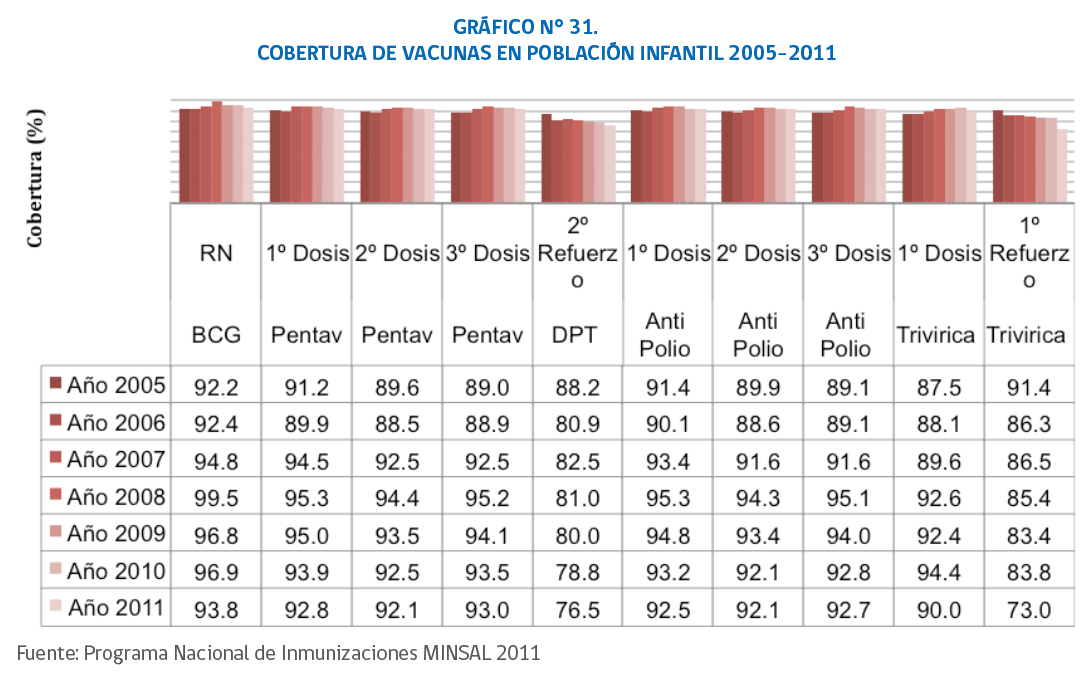 GRÁFICO N° 31.
COBERTURA DE VACUNAS EN POBLACIÓN INFANTIL 2005–2011
Cobertura (%)
RN 1º Dosis 2º Dosis 3º Dosis 2º Refuerzo 1º Dosis 2º Dosis 3º Dosis 1º Dosis 1º Refuerzo
BCG Pentav Pentav Pentav DPT Anti Polio Anti Polio Anti Polio Trivirica Trivirica
Año 2005 92.2 91.2 89.6 89.0 88.2 91.4 89.9 89.1 87.5 91.4
Año 2006 92.4 89.9 88.5 88.9 80.9 90.1 88.6 89.1 88.1 86.3
Año 2007 94.8 94.5 92.5 92.5 82.5 93.4 91.6 91.6 89.6 86.5
Año 2008 99.5 95.3 94.4 95.2 81.0 95.3 94.3 95.1 92.6 85.4
Año 2009 96.8 95.0 93.5 94.1 80.0 94.8 93.4 94.0 92.4 83.4
Año 2010 96.9 93.9 92.5 93.5 78.8 93.2 92.1 92.8 94.4 83.8
Año 2011 93.8 92.8 92.1 93.0 76.5 92.5 92.1 92.7 90.0 73.0
Fuente: Programa Nacional de Inmunizaciones MINSAL 2011